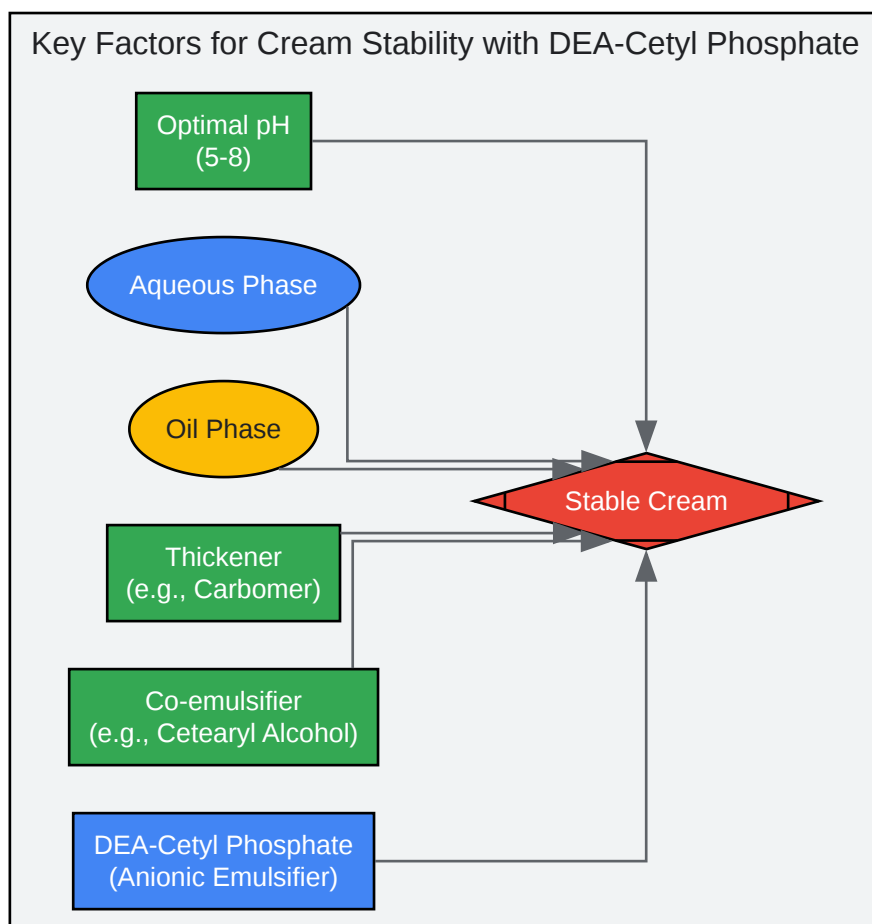 Key Factors for Cream Stability with DEA-Cetyl Phosphate
Optimal pH
(5-8)
Aqueous Phase
Oil Phase
Stable Cream
Thickener
(e.g., Carbomer)
Co-emulsifier
(e.g., Cetearyl Alcohol)
DEA-Cetyl Phosphate
(Anionic Emulsifier)